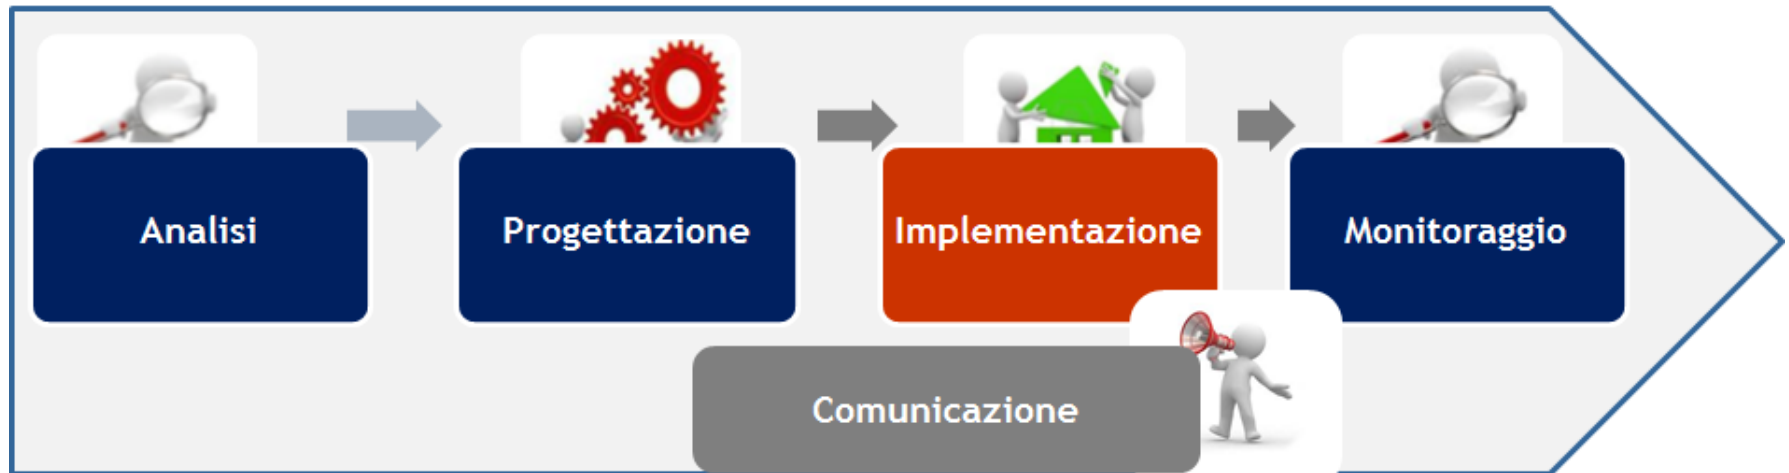 Analisi
Progettazione
Implementazione
Monitoraggio
Comunicazione